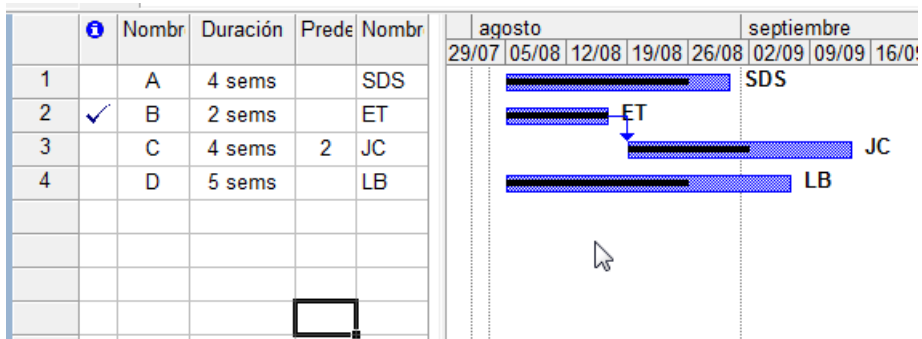 agosto septiembre
Nombr Duración Prede Nombr
29/07 05/08 12/08 19/08 26/08 02/09 09/09 16/09
1 A 4 sems SDS SDS
2 B 2 sems ET ET
3 C 4 sems 2 JC JC
4 D 5 sems LB LB